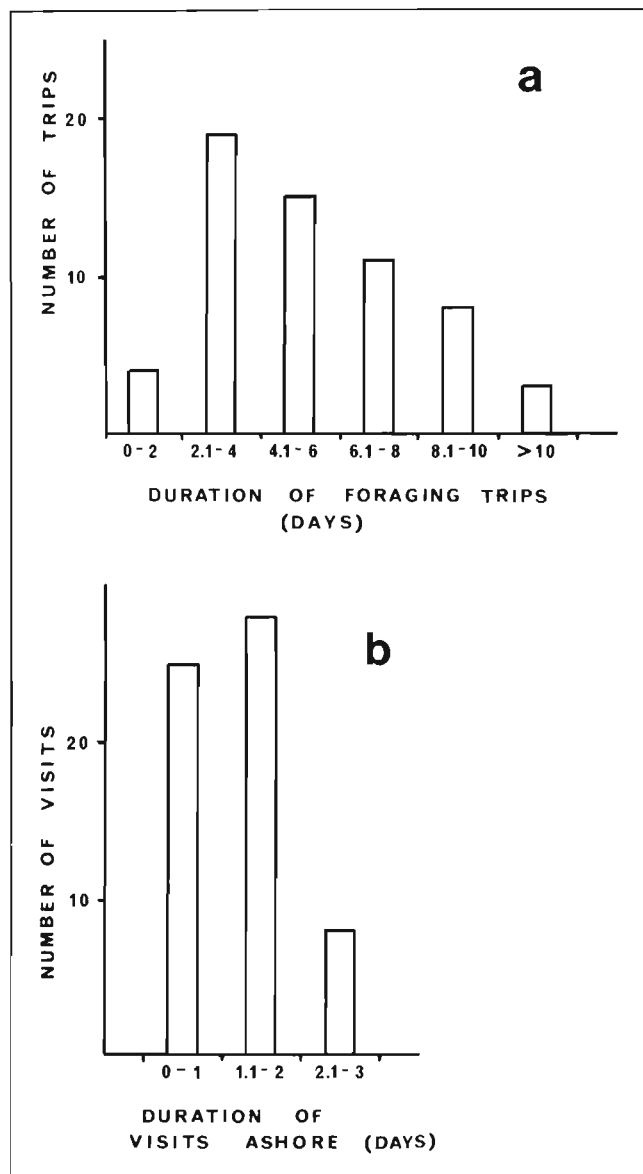 a
NUMBER OF TRIPS
20
10
0-2 2.1-4 4.1-6 6.1-8 8.1-10 >10
DURATION OF FORAGING TRIPS
(DAYS)
b
NUMBER OF VISITS
20
10
0-1 1.1-2 2.1-3
DURATION OF
VISITS ASHORE (DAYS)